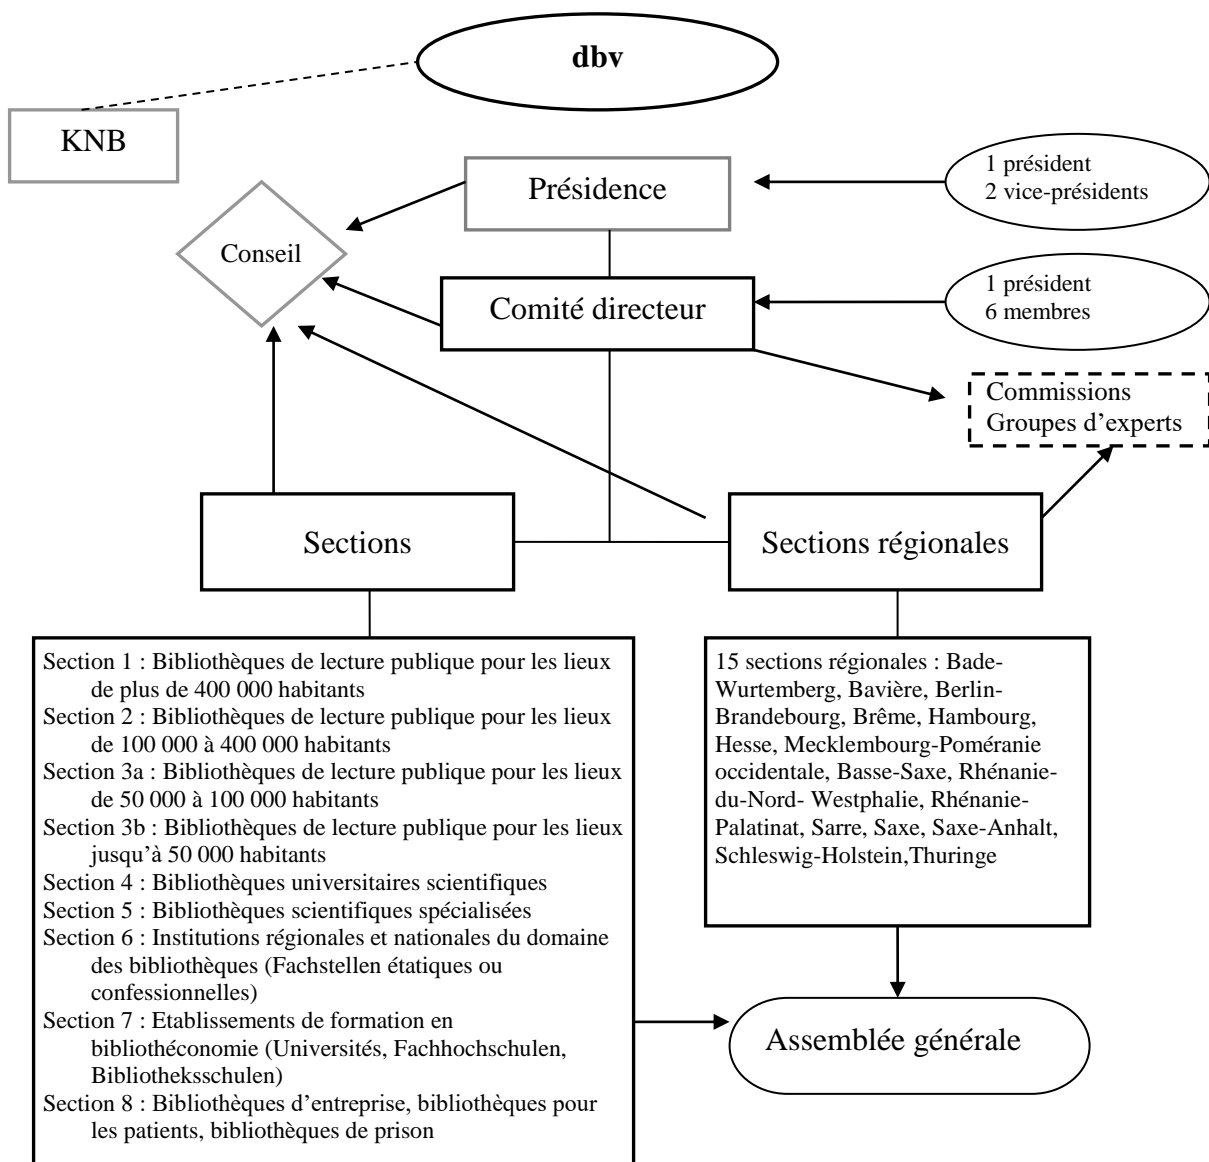 dbv
KNB
Présidence
1 président
2 vice-présidents
Conseil
Comité directeur
1 président
6 membres
Commissions
Groupes d’experts
Sections
Sections régionales
Section 1 : Bibliothèques de lecture publique pour les lieux
de plus de 400 000 habitants
Section 2 : Bibliothèques de lecture publique pour les lieux
de 100 000 à 400 000 habitants
Section 3a : Bibliothèques de lecture publique pour les lieux
de 50 000 à 100 000 habitants
Section 3b : Bibliothèques de lecture publique pour les lieux
jusqu’à 50 000 habitants
Section 4 : Bibliothèques universitaires scientifiques
Section 5 : Bibliothèques scientifiques spécialisées
Section 6 : Institutions régionales et nationales du domaine
des bibliothèques (Fachstellen étatiques ou
confessionnelles)
Section 7 : Etablissements de formation en
bibliothéconomie (Universités, Fachhochschulen,
Bibliotheksschulen)
Section 8 : Bibliothèques d’entreprise, bibliothèques pour
les patients, bibliothèques de prison
15 sections régionales : Bade-
Wurtemberg, Bavière, Berlin-
Brandebourg, Brême, Hambourg,
Hesse, Mecklembourg-Poméranie
occidentale, Basse-Saxe, Rhénanie-
du-Nord- Westphalie, Rhénanie-
Palatinat, Sarre, Saxe, Saxe-Anhalt,
Schleswig-Holstein,Thuringe
Assemblée générale